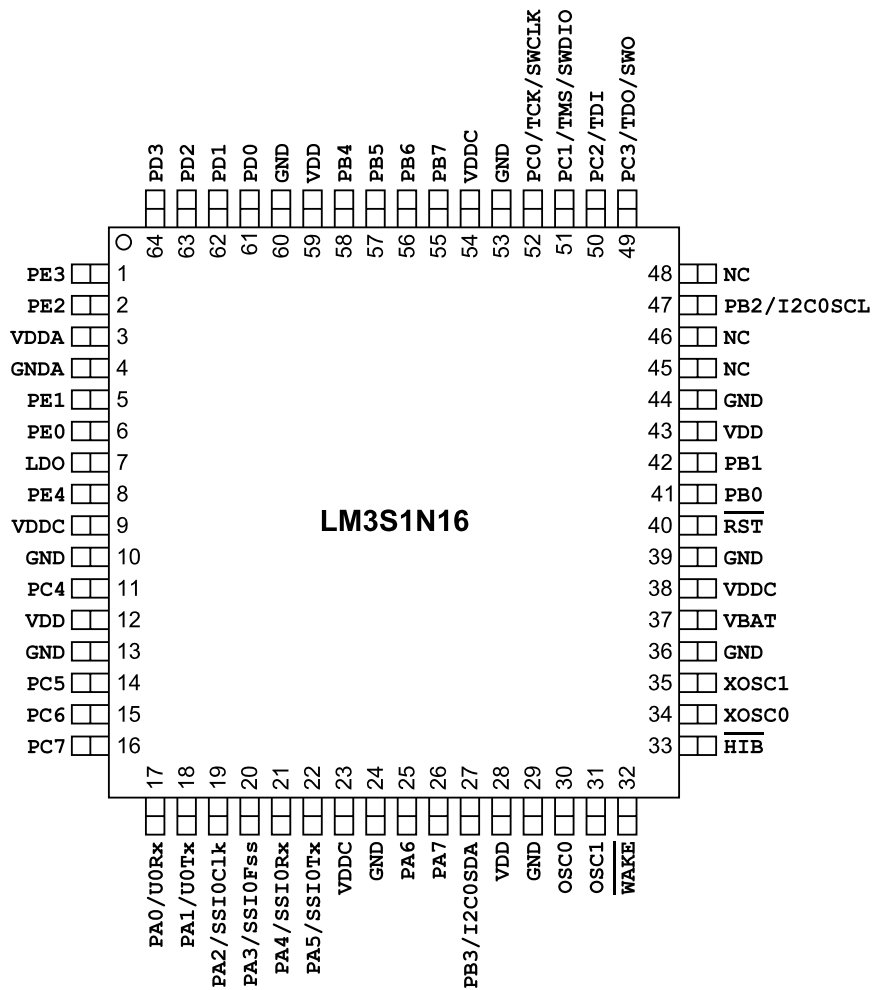 PD3 PD2 PD1 PD0 GND VDD PB4 PB5 PB6 PB7 VDDC GND PC0/TCK/SWCLK PC1/TMS/SWDIO PC2/TDI PC3/TDO/SWO
64 63 62 61 60 59 58 57 56 55 54 53 52 51 50 49
PE3 1 48 NC
PE2 2 47 PB2/I2C0SCL
VDDA 3 46 NC
GNDA 4 45 NC
PE1 5 44 GND
PE0 6 43 VDD
LDO 7 42 PB1
PE4 8 41 PB0
LM3S1N16
VDDC 9 40 RST
GND 10 39 GND
PC4 11 38 VDDC
VDD 12 37 VBAT
GND 13 36 GND
PC5 14 35 XOSC1
PC6 15 34 XOSC0
PC7 16 33 HIB
17 18 19 20 21 22 23 24 25 26 27 28 29 30 31 32
PA0/U0Rx PA1/U0Tx PA2/SSI0Clk PA3/SSI0Fss PA4/SSI0Rx PA5/SSI0Tx VDDC GND PA6 PA7 PB3/I2C0SDA VDD GND OSC0 OSC1 WAKE